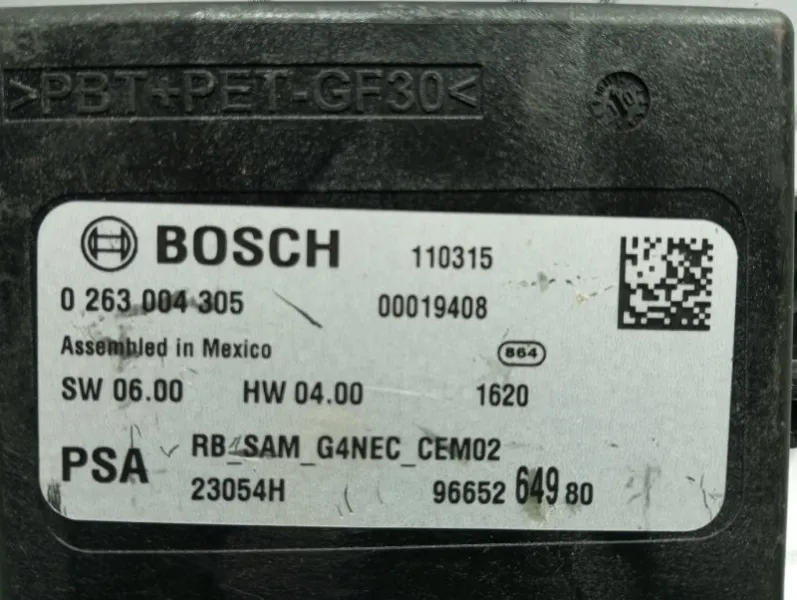 >PBT+PET-GF30<
BOSCH 110315
0 263 004 305 00019408
Assembled in Mexico 864
SW 06.00 HW 04.00 1620
PSA RB_SAM_G4NEC_CEM02
23054H 96652 649 80